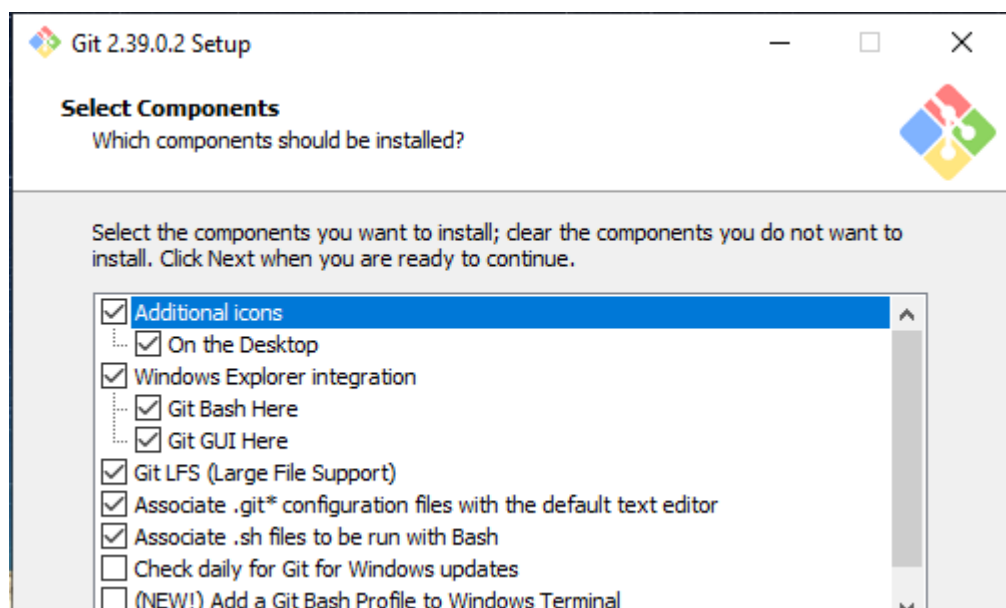 Git 2.39.0.2 Setup
Select Components
Which components should be installed?
Select the components you want to install; clear the components you do not want to
install. Click Next when you are ready to continue.
Additional icons
On the Desktop
Windows Explorer integration
Git Bash Here
Git GUI Here
Git LFS (Large File Support)
Associate .git* configuration files with the default text editor
Associate .sh files to be run with Bash
Check daily for Git for Windows updates
(NEW!) Add a Git Bash Profile to Windows Terminal